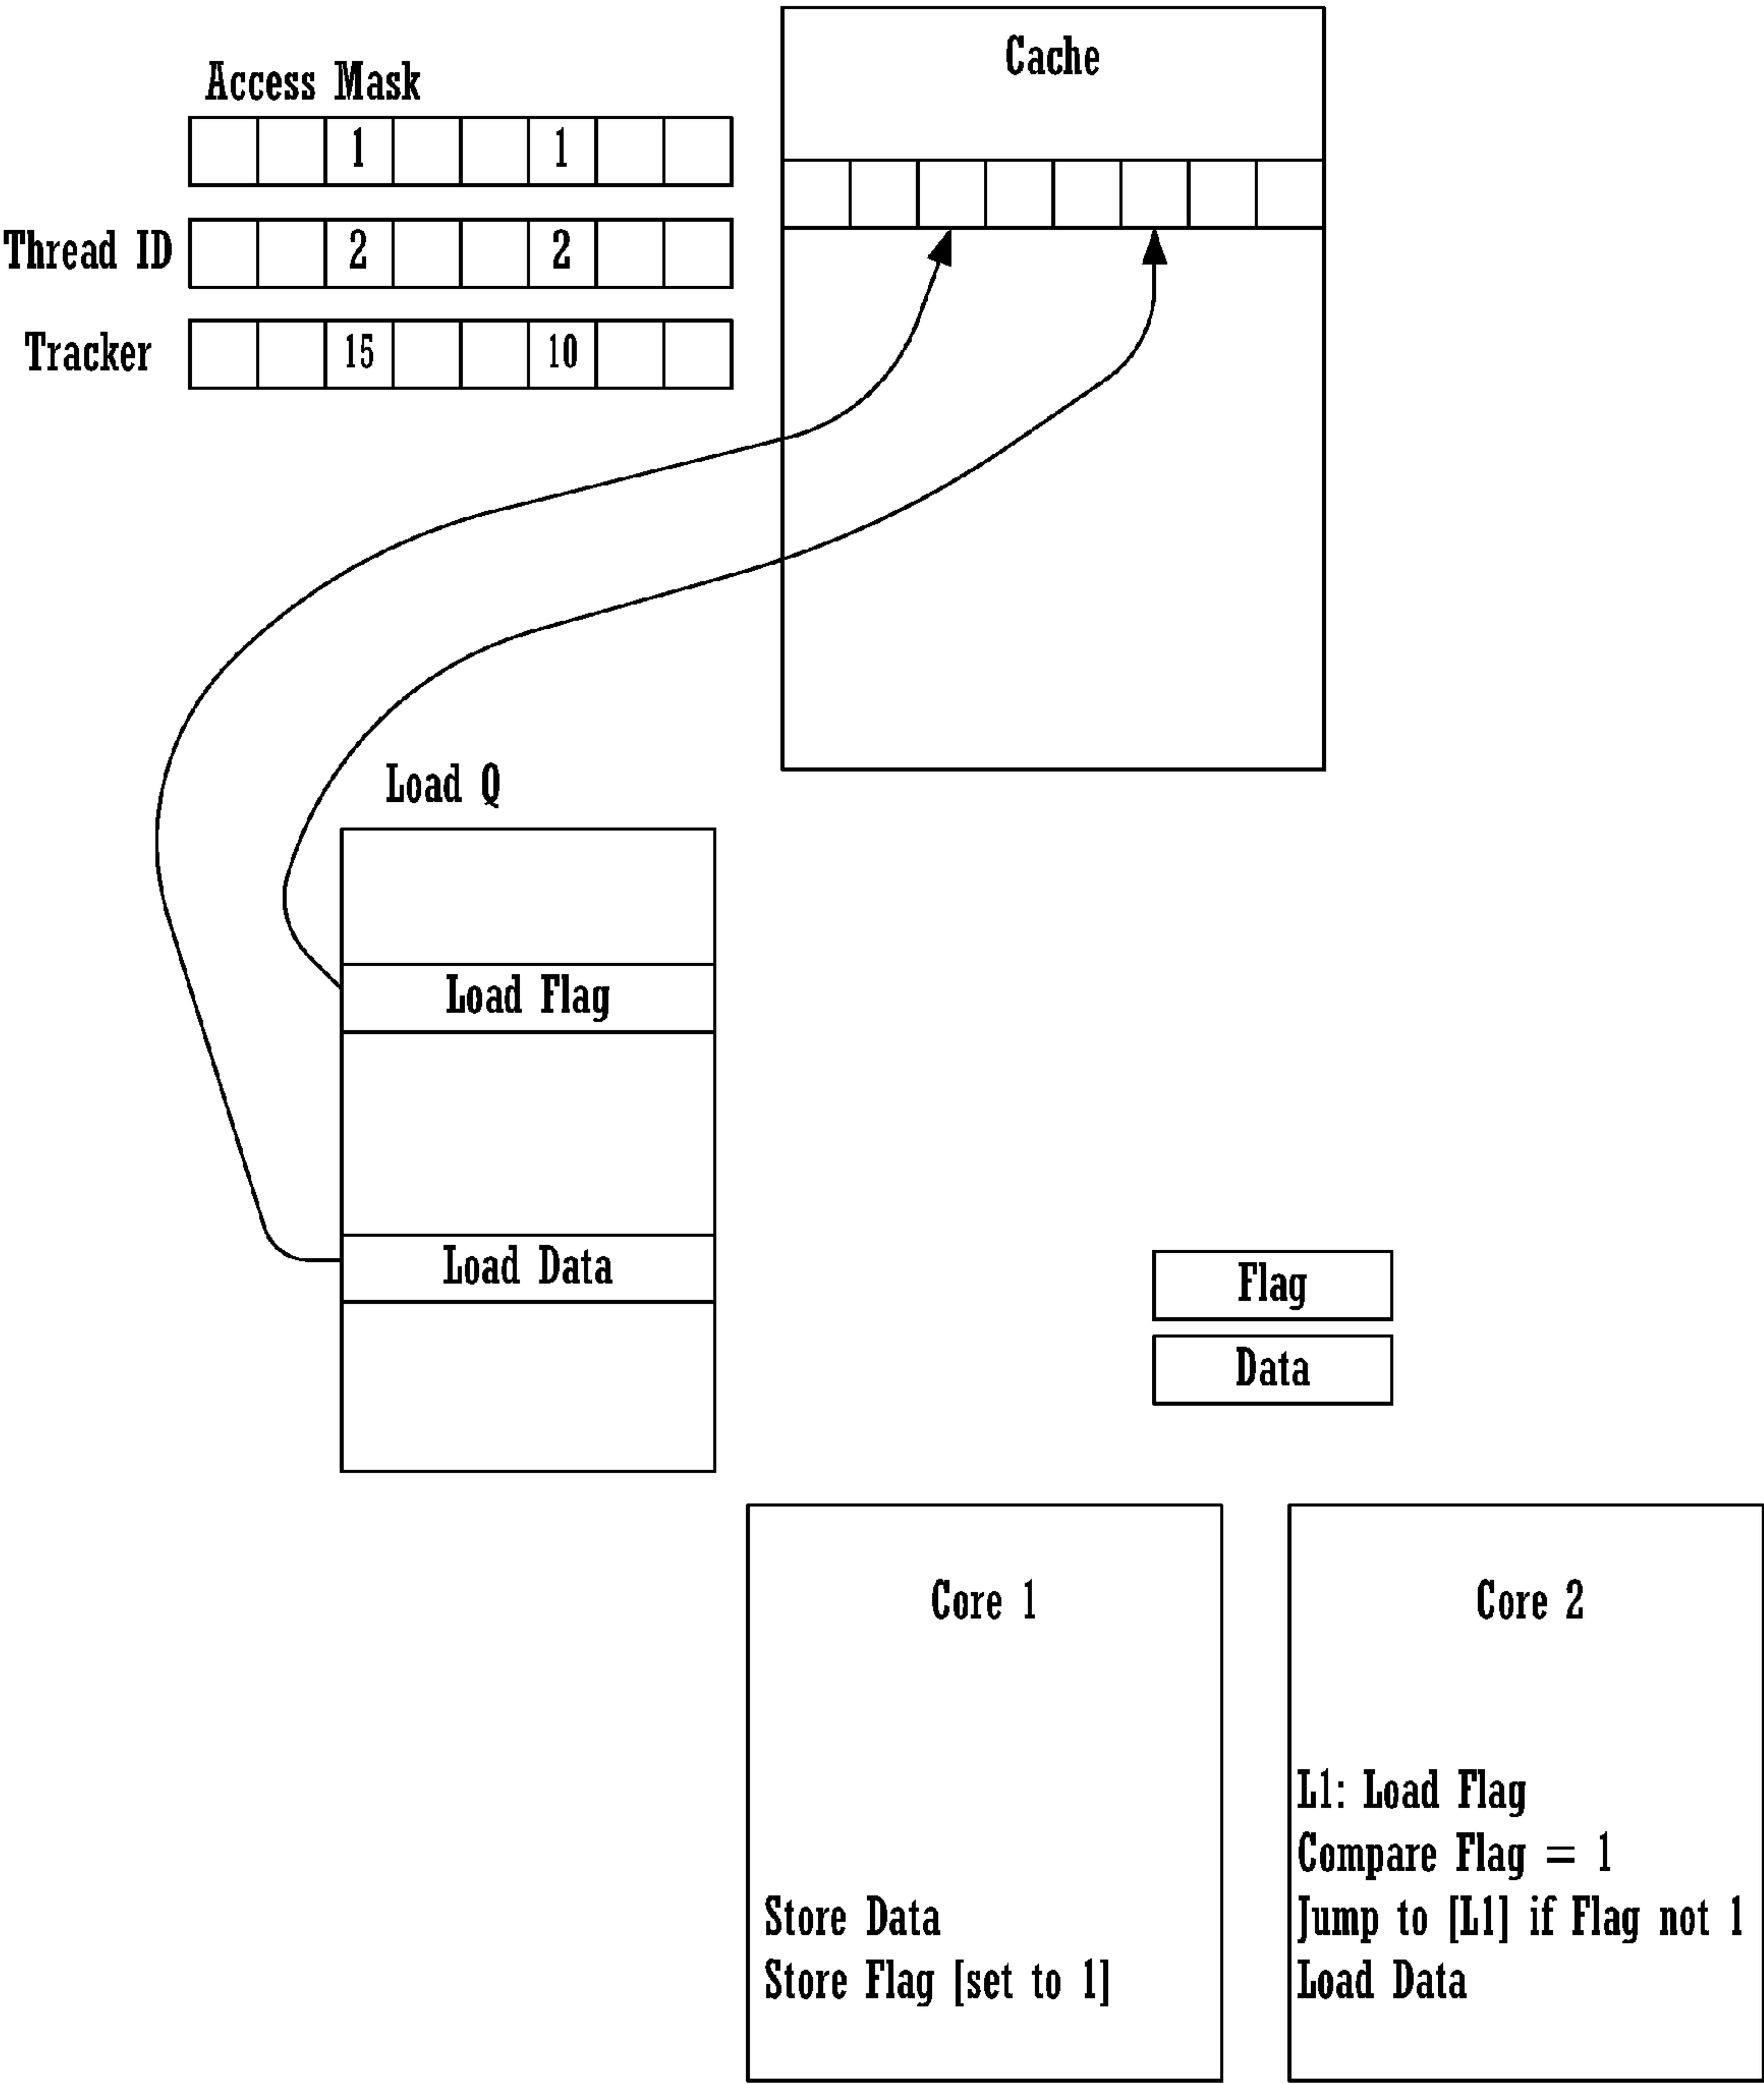 Cache
Access Mask
1 1
Thread ID 2 2
Tracker 15 10
Load Q
Load Flag
Load Data
Flag
Data
Core 1
Store Data
Store Flag [set to 1]
Core 2
L1: Load Flag
Compare Flag = 1
Jump to [L1] if Flag not 1
Load Data